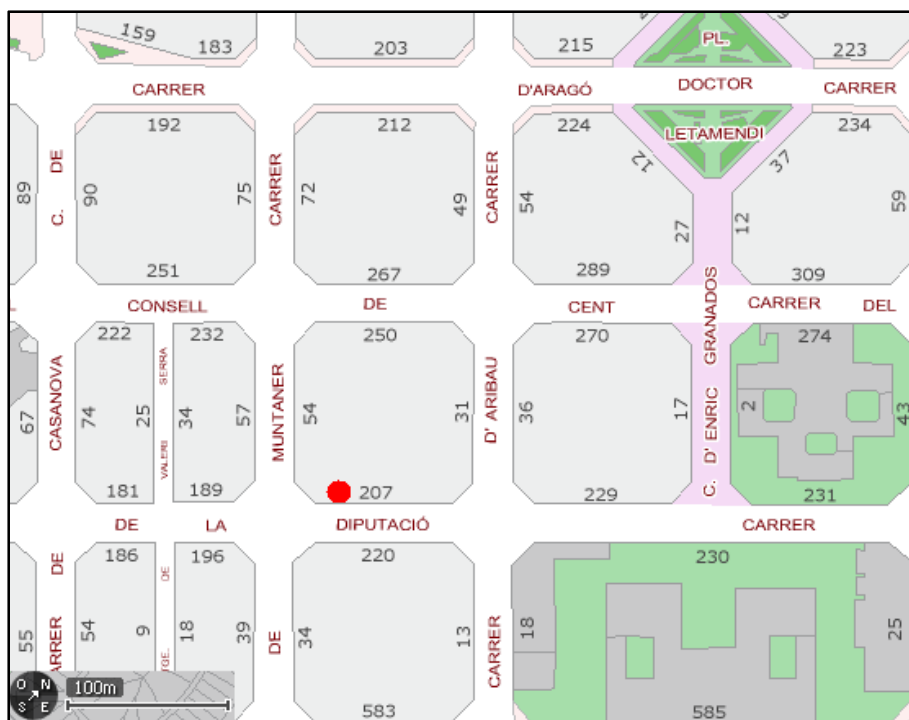 159
183
203
215
PL.
223
CARRER
D'ARAGÓ
DOCTOR
CARRER
192
212
224
LETAMENDI
234
12
37
89
C. DE
90
75
CARRER
72
49
CARRER
54
27
12
59
251
267
289
309
CONSELL
DE
CENT
CARRER
DEL
222
232
250
270
274
CASANOVA
67
74
25
SERRA
VALERI
34
57
MUNTANER
54
31
D' ARIBAU
36
17
C. D' ENRIC GRANADOS
2
43
181
189
207
229
231
DE
LA
DIPUTACIÓ
CARRER
186
196
220
230
55
CARRER DE
54
9
DE
TGE.
18
39
DE
34
13
CARRER
18
25
583
585
O N
S E
100m